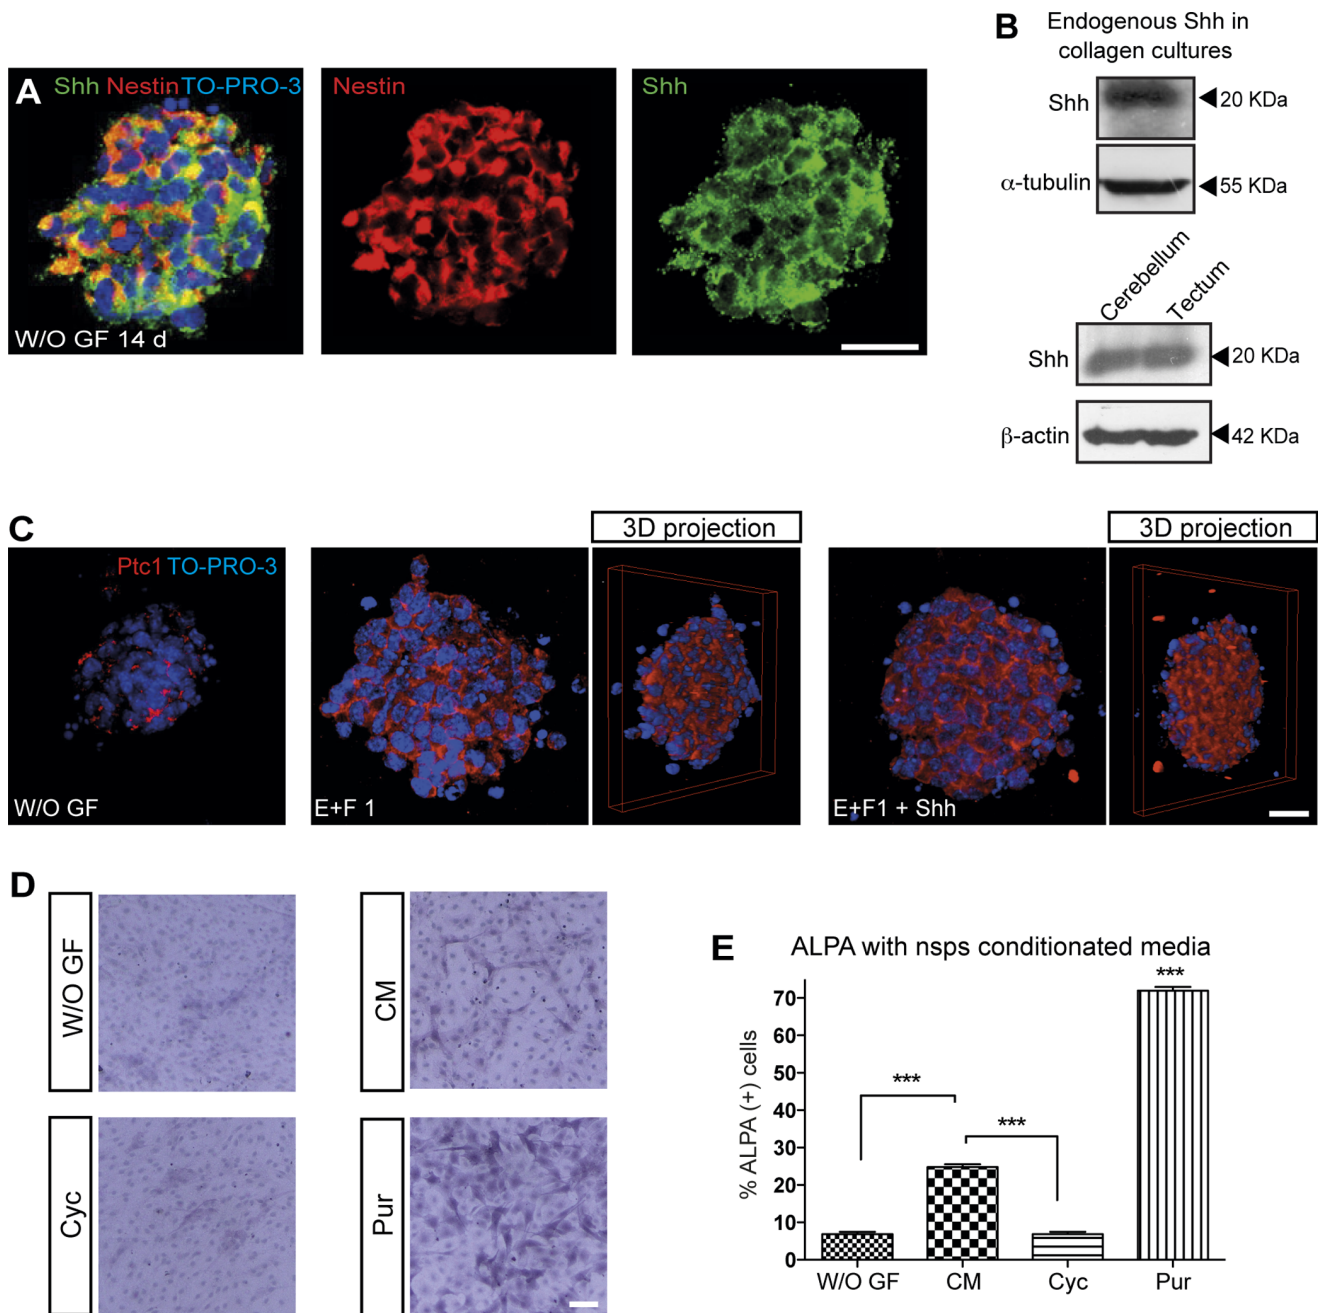 A
Shh Nestin TO-PRO-3
W/O GF 14 d
Nestin
Shh
B
Endogenous Shh in
collagen cultures
Shh
20 KDa
α-tubulin
55 KDa
Cerebellum
Tectum
Shh
20 KDa
β-actin
42 KDa
C
Ptc1 TO-PRO-3
W/O GF
E+F 1
3D projection
E+F1 + Shh
3D projection
D
W/O GF
CM
Cyc
Pur
E
ALPA with nsps conditionated media
% ALPA (+) cells
70
60
50
40
30
20
10
0
***
***
***
W/O GF
CM
Cyc
Pur